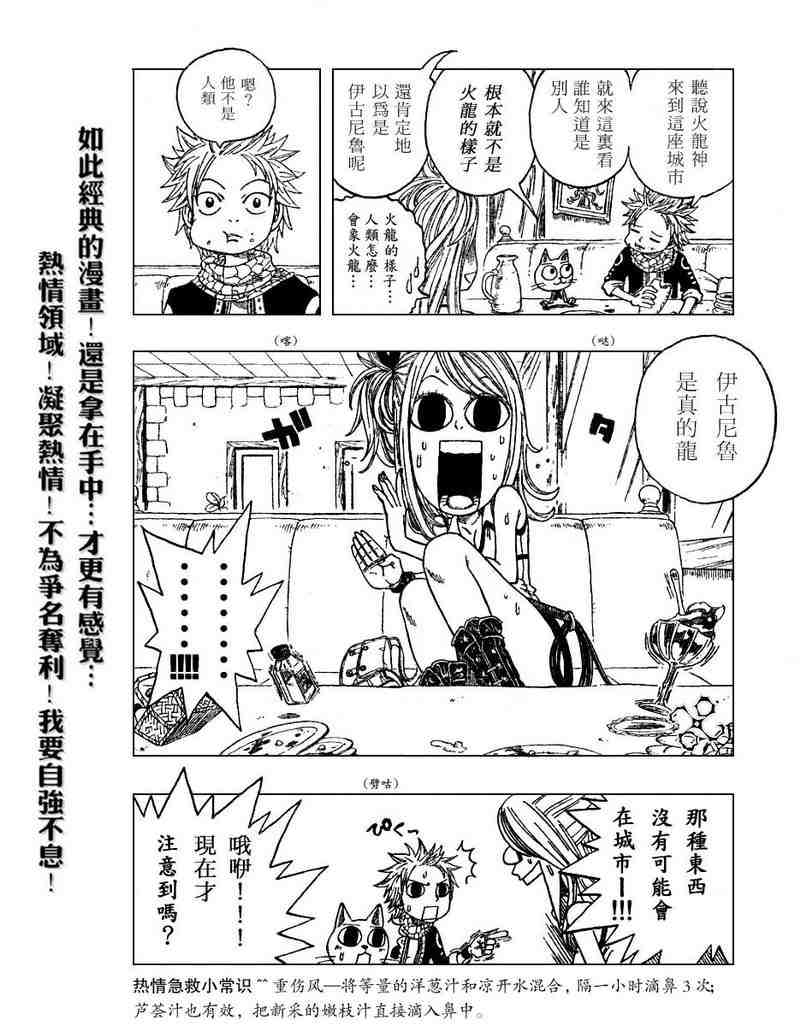 聽說火龍神
來到這座城市
就來這裏看
誰知道是
別人
根本就不是
火龍的樣子
還肯定地
以爲是
伊古尼魯呢
火龍的樣子…
人類怎麼…
會象火龍…
嗯？
他不是
人類
伊古尼魯
是真的龍
（哒）
タ
（喀）
ガ
………
………!!!!
那種東西
沒有可能會
在城市ー!!!
（劈咕）
ぴくっ
哦咿！！！
現在才
注意到嗎？
如此經典的漫畫！還是拿在手中…才更有感覺…
熱情領域！凝聚熱情！不為爭名奪利！我要自強不息！
热情急救小常识^^重伤风—将等量的洋葱汁和凉开水混合，隔一小时滴鼻3次;
芦荟汁也有效，把新采的嫩枝汁直接滴入鼻中。